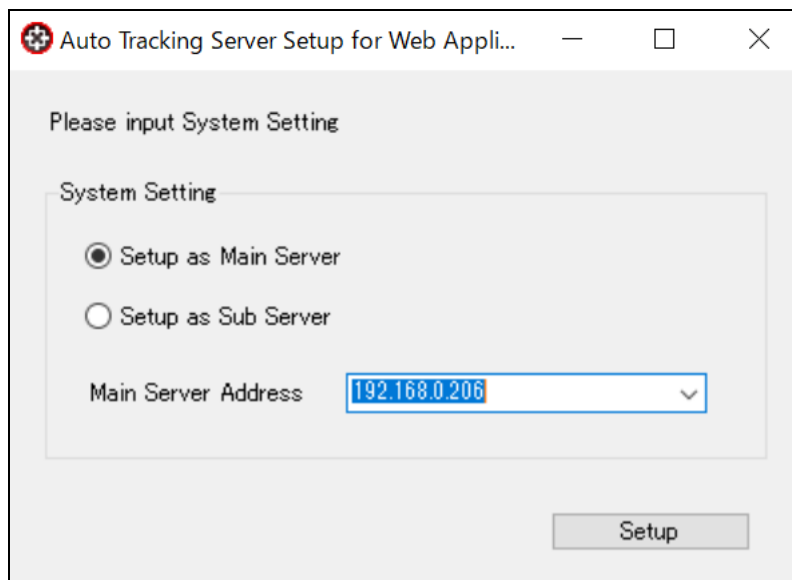 Auto Tracking Server Setup for Web Appli...
Please input System Setting
System Setting
Setup as Main Server
Setup as Sub Server
Main Server Address 192.168.0.206
Setup